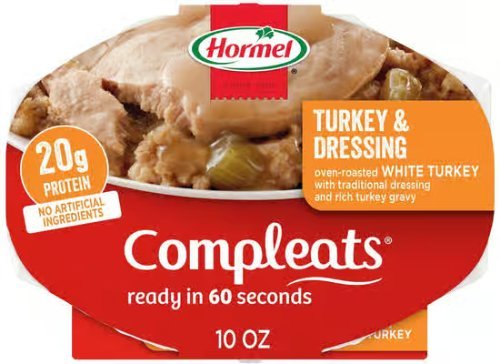 Hormel
TURKEY &
DRESSING
oven-roasted WHITE TURKEY
with traditional dressing
and rich turkey gravy
20g
PROTEIN
NO ARTIFICIAL
INGREDIENTS
Compleats®
ready in 60 seconds
10 OZ
TURKEY